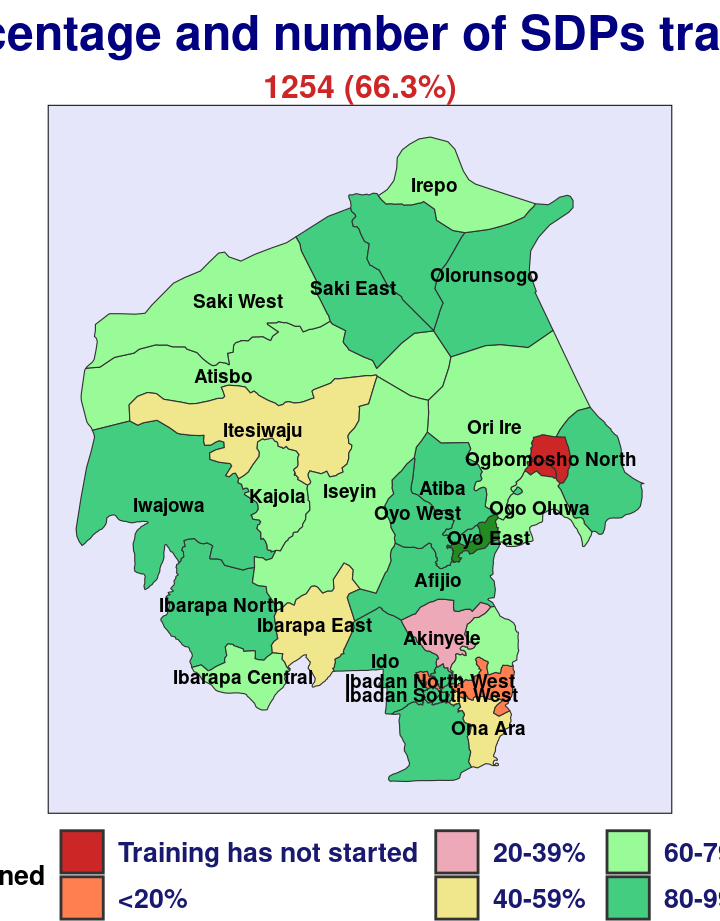 centage and number of SDPs tra
1254 (66.3%)
Irepo
Olorunsogo
Saki East
Saki West
Atisbo
Itesiwaju
Ori Ire
Ogbomosho North
Kajola
Iseyin
Atiba
Iwajowa
Oyo West
Ogo Oluwa
Oyo East
Afijio
Ibarapa North
Ibarapa East
Akinyele
Ido
Ibarapa Central
Ibadan North West
Ibadan South West
Ona Ara
ned
Training has not started
20-39%
60-79
<20%
40-59%
80-99